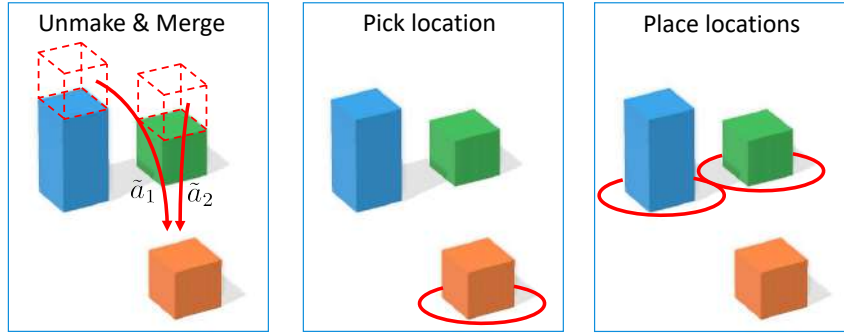 Unmake & Merge
ã₁
ã₂
Pick location
Place locations